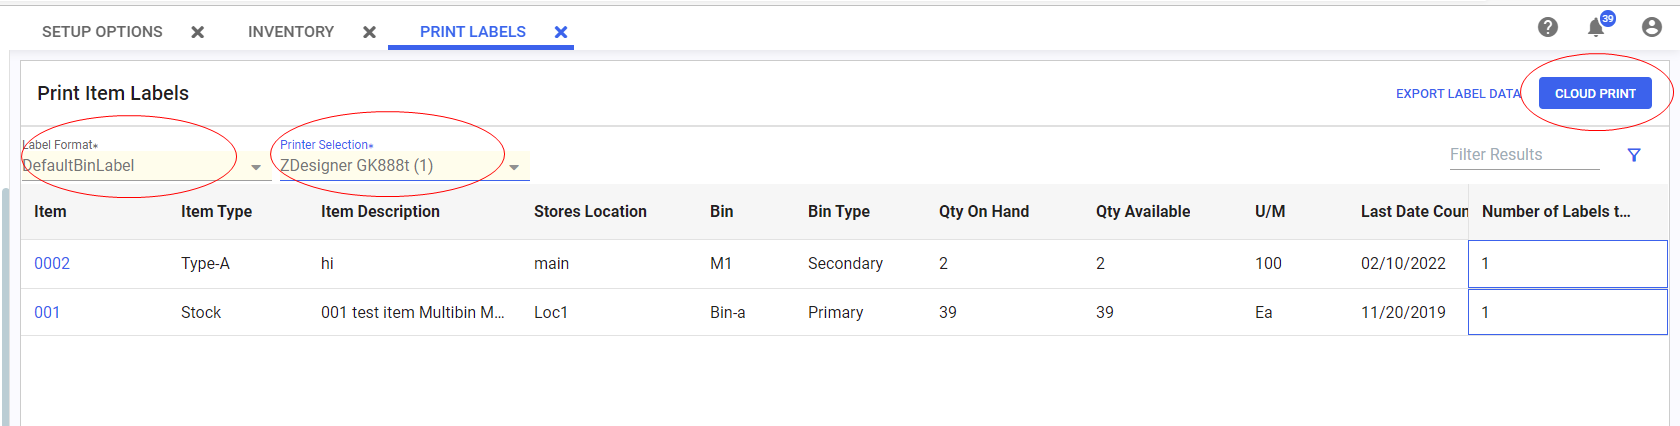 SETUP OPTIONS INVENTORY PRINT LABELS 39
Print Item Labels EXPORT LABEL DATA CLOUD PRINT
Label Format* Printer Selection*
DefaultBinLabel ZDesigner GK888t (1) Filter Results
Item Item Type Item Description Stores Location Bin Bin Type Qty On Hand Qty Available U/M Last Date Coun Number of Labels t...
0002 Type-A hi main M1 Secondary 2 2 100 02/10/2022 1
001 Stock 001 test item Multibin M... Loc1 Bin-a Primary 39 39 Ea 11/20/2019 1